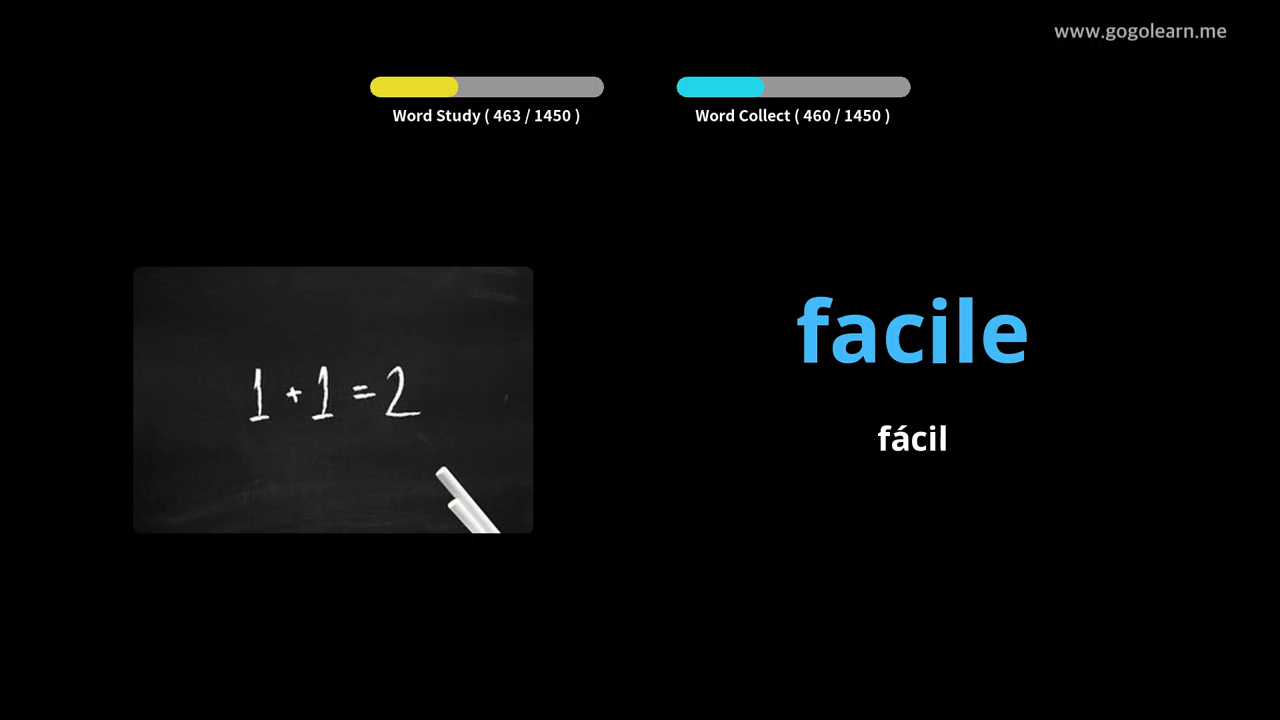 www.gogolearn.me
Word Study ( 463 / 1450 )
Word Collect ( 460 / 1450 )
1 + 1 = 2
facile
fácil